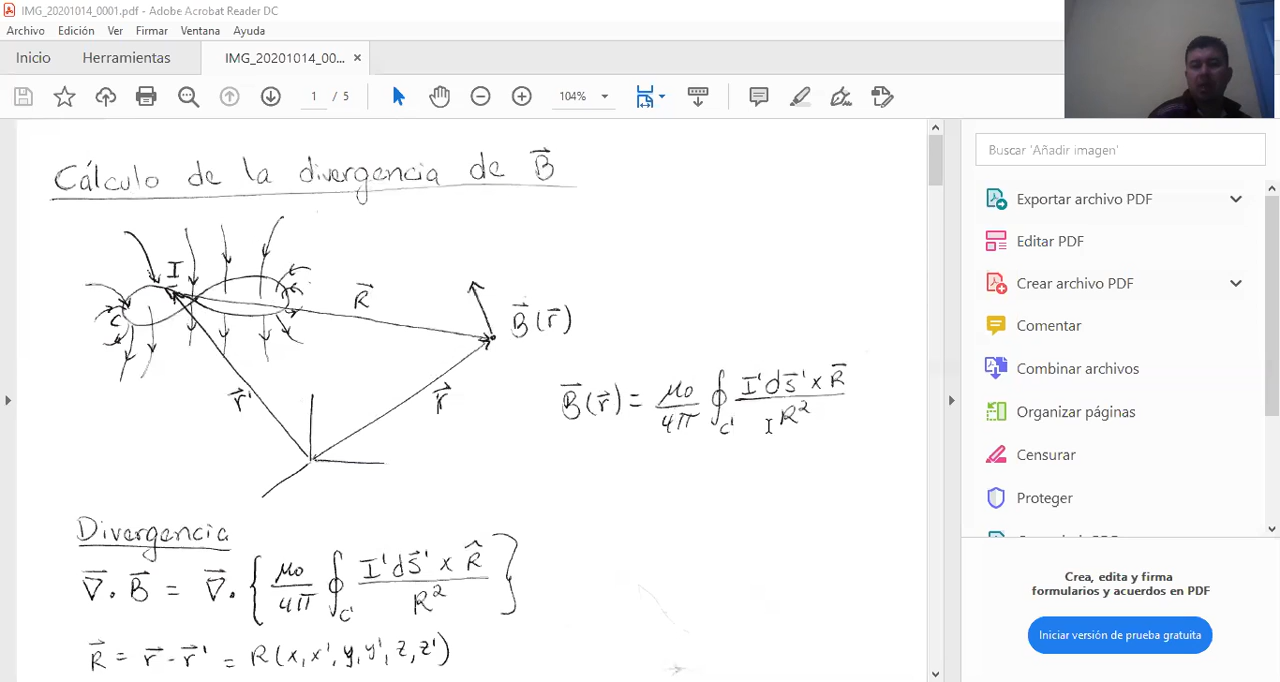 IMG_20201014_0001.pdf - Adobe Acrobat Reader DC
Archivo Edición Ver Firmar Ventana Ayuda
Inicio Herramientas IMG_20201014_00... ×
1 / 5 104%
Buscar 'Añadir imagen'
Exportar archivo PDF
Editar PDF
Crear archivo PDF
Comentar
Combinar archivos
Organizar páginas
Censurar
Proteger
Crea, edita y firma
formularios y acuerdos en PDF
Iniciar versión de prueba gratuita
Cálculo de la divergencia de B⃗
I
R⃗
C
B⃗(r⃗)
r⃗'
r⃗
B⃗(r⃗) = μ₀/4π ∮C' I'ds⃗' × R̄ / R²
Divergencia
∇⃗ · B⃗ = ∇⃗ · { μ₀/4π ∮C' I'ds⃗' × R̂ / R² }
R⃗ = r⃗ - r⃗' = R(x, x', y, y', z, z')